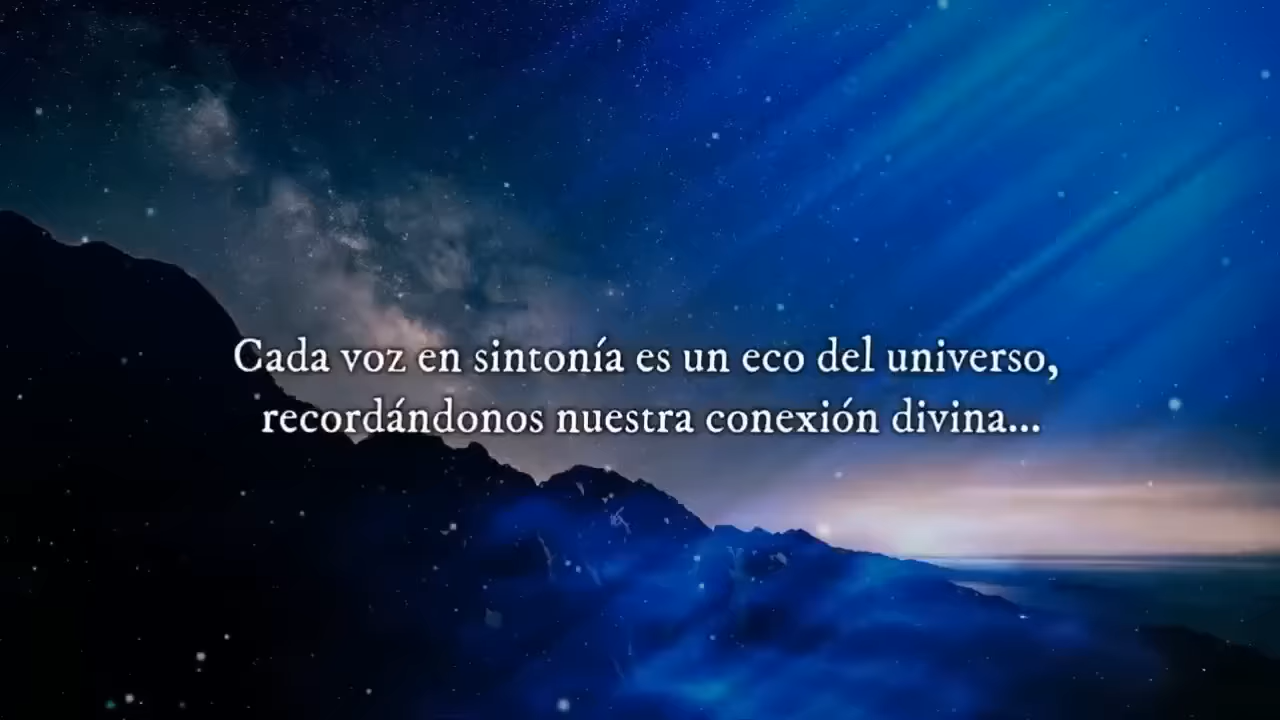 Cada voz en sintonía es un eco del universo,
recordándonos nuestra conexión divina...